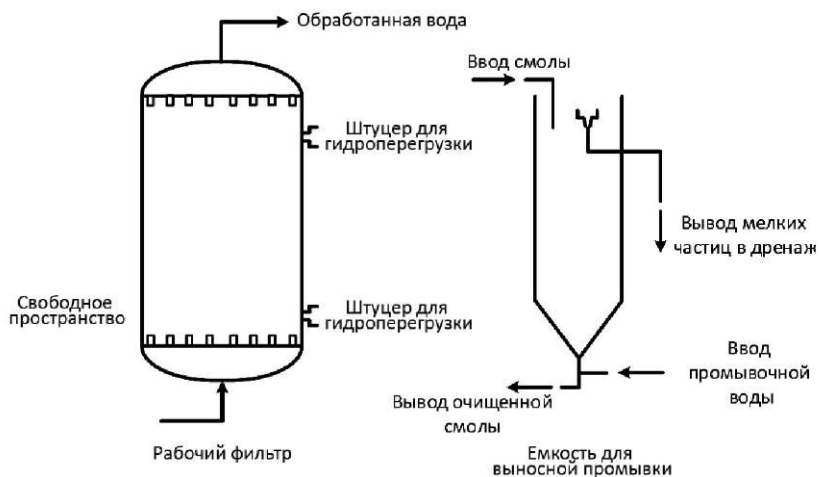 Обработанная вода
Ввод смолы
Штуцер для
гидроперегрузки
Вывод мелких
частиц в дренаж
Свободное
пространство
Штуцер для
гидроперегрузки
Ввод
промывочной
воды
Вывод очищенной
смолы
Рабочий фильтр
Емкость для
выносной промывки